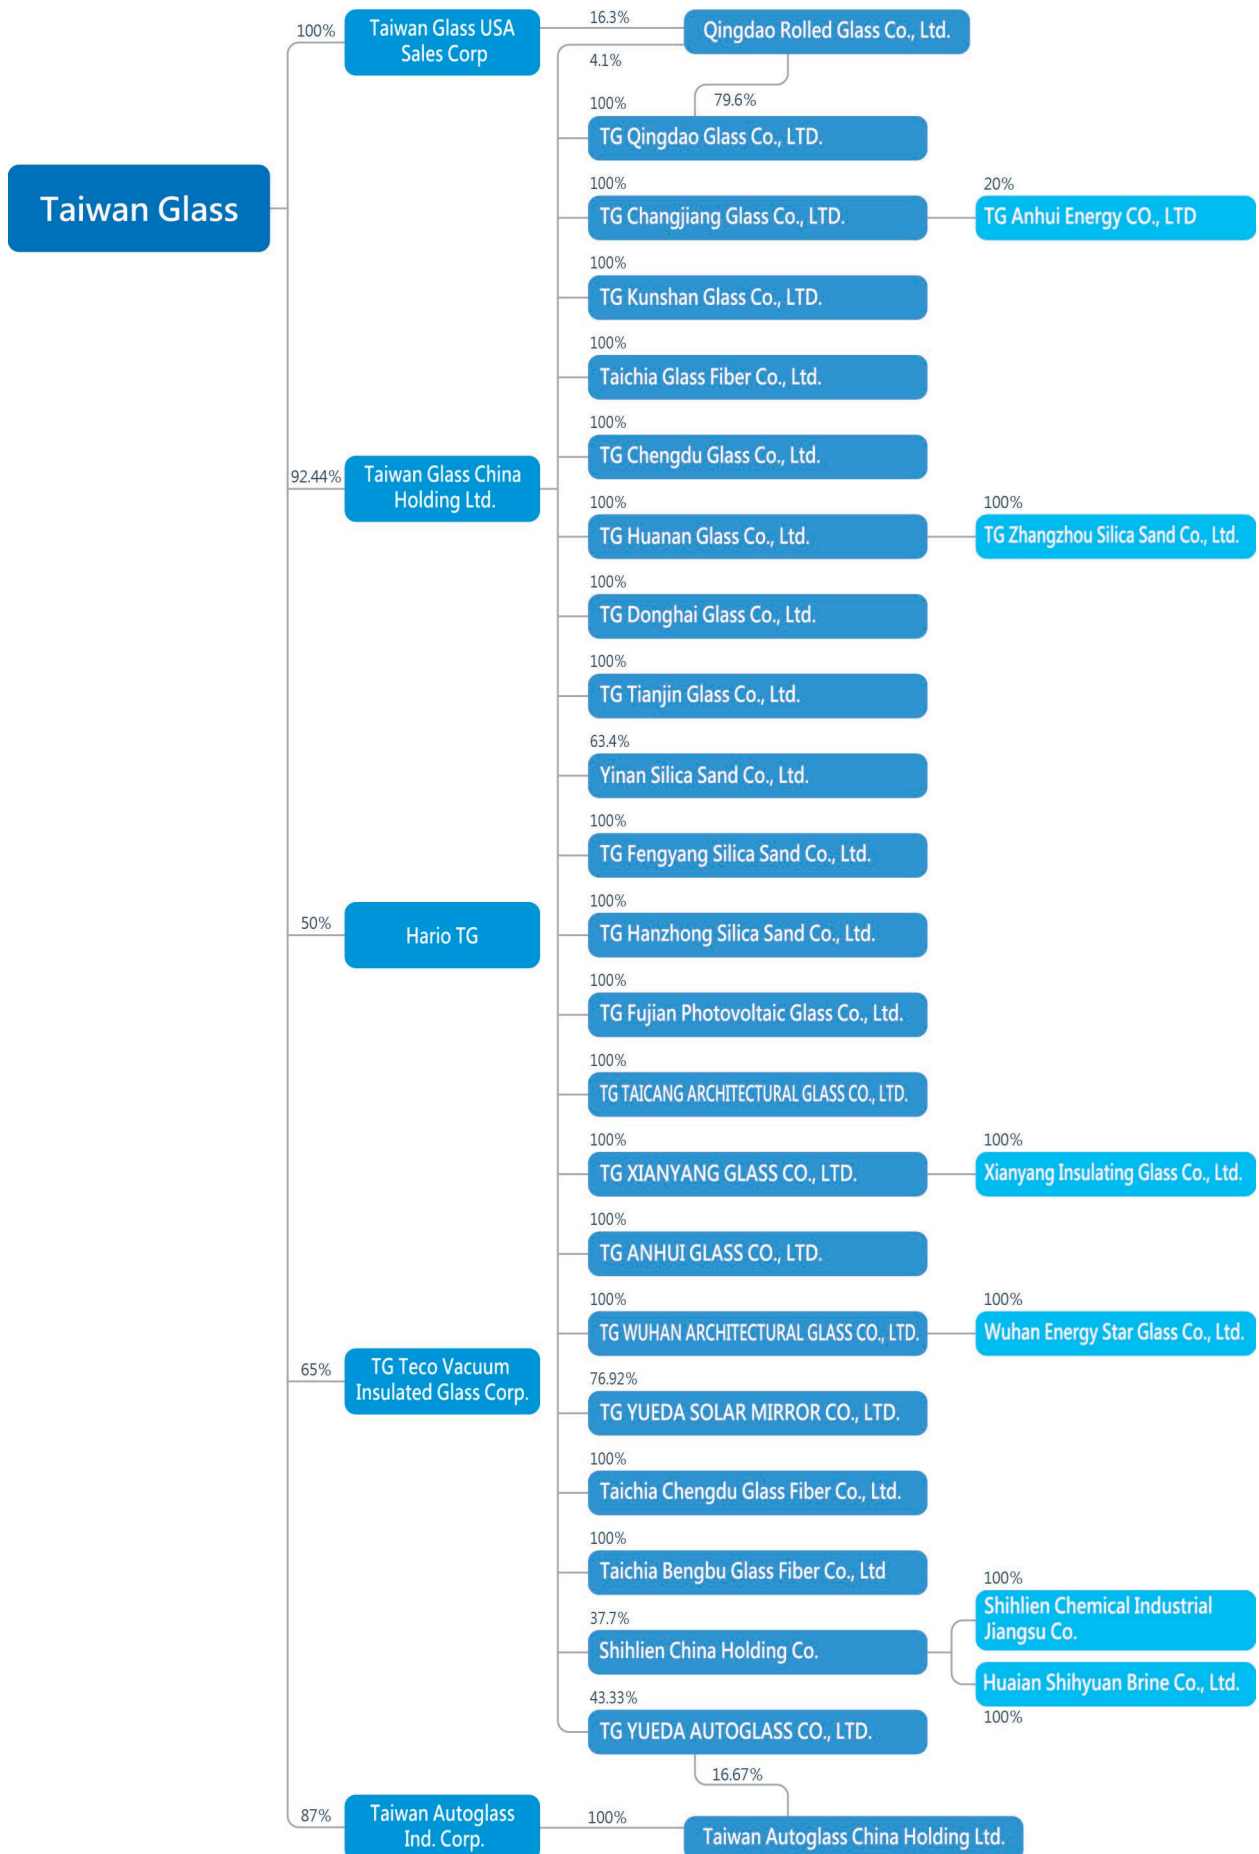 Taiwan Glass
100%
Taiwan Glass USA
Sales Corp
16.3%
Qingdao Rolled Glass Co., Ltd.
4.1%
79.6%
100%
TG Qingdao Glass Co., LTD.
100%
TG Changjiang Glass Co., LTD.
20%
TG Anhui Energy CO., LTD
100%
TG Kunshan Glass Co., LTD.
100%
Taichia Glass Fiber Co., Ltd.
100%
TG Chengdu Glass Co., Ltd.
92.44%
Taiwan Glass China
Holding Ltd.
100%
TG Huanan Glass Co., Ltd.
100%
TG Zhangzhou Silica Sand Co., Ltd.
100%
TG Donghai Glass Co., Ltd.
100%
TG Tianjin Glass Co., Ltd.
63.4%
Yinan Silica Sand Co., Ltd.
100%
TG Fengyang Silica Sand Co., Ltd.
50%
Hario TG
100%
TG Hanzhong Silica Sand Co., Ltd.
100%
TG Fujian Photovoltaic Glass Co., Ltd.
100%
TG TAICANG ARCHITECTURAL GLASS CO., LTD.
100%
TG XIANYANG GLASS CO., LTD.
100%
Xianyang Insulating Glass Co., Ltd.
100%
TG ANHUI GLASS CO., LTD.
100%
TG WUHAN ARCHITECTURAL GLASS CO., LTD.
100%
Wuhan Energy Star Glass Co., Ltd.
65%
TG Teco Vacuum
Insulated Glass Corp.
76.92%
TG YUEDA SOLAR MIRROR CO., LTD.
100%
Taichia Chengdu Glass Fiber Co., Ltd.
100%
Taichia Bengbu Glass Fiber Co., Ltd
37.7%
Shihlien China Holding Co.
100%
Shihlien Chemical Industrial
Jiangsu Co.
Huaian Shihyuan Brine Co., Ltd.
100%
43.33%
TG YUEDA AUTOGLASS CO., LTD.
16.67%
87%
Taiwan Autoglass
Ind. Corp.
100%
Taiwan Autoglass China Holding Ltd.